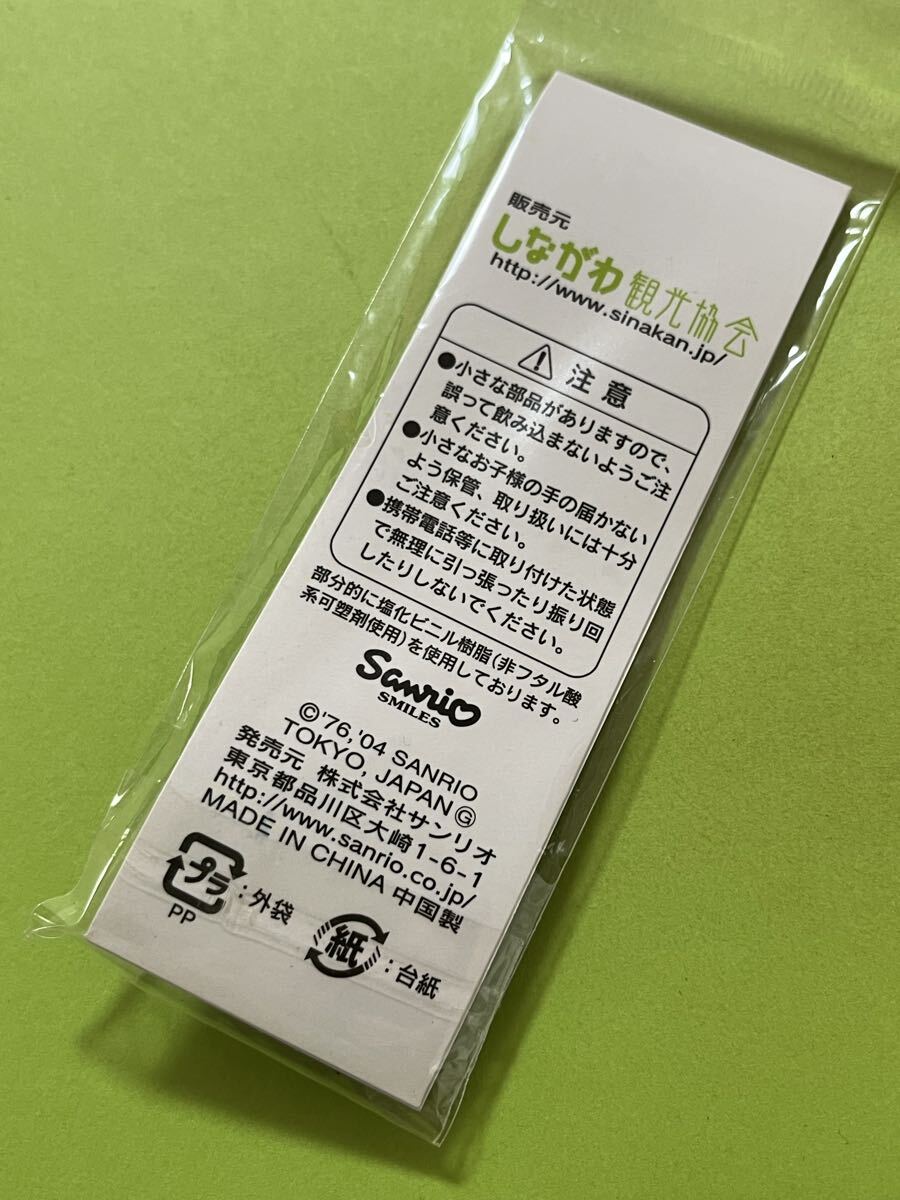 販売元
しながわ観光協会
http://www.sinakan.jp/
注意
●小さな部品がありますので、
誤って飲み込まないようご注
意ください。
●小さなお子様の手の届かない
よう保管、取り扱いには十分
ご注意ください。
●携帯電話等に取り付けた状態
で無理に引っ張ったり振り回
したりしないでください。
部分的に塩化ビニル樹脂(非フタル酸
系可塑剤使用)を使用しております。
Sanrio
SMILES
©'76,'04 SANRIO
TOKYO, JAPAN Ⓖ
発売元 株式会社サンリオ
東京都品川区大崎1-6-1
http://www.sanrio.co.jp/
MADE IN CHINA 中国製
プラ:外袋
PP
紙:台紙